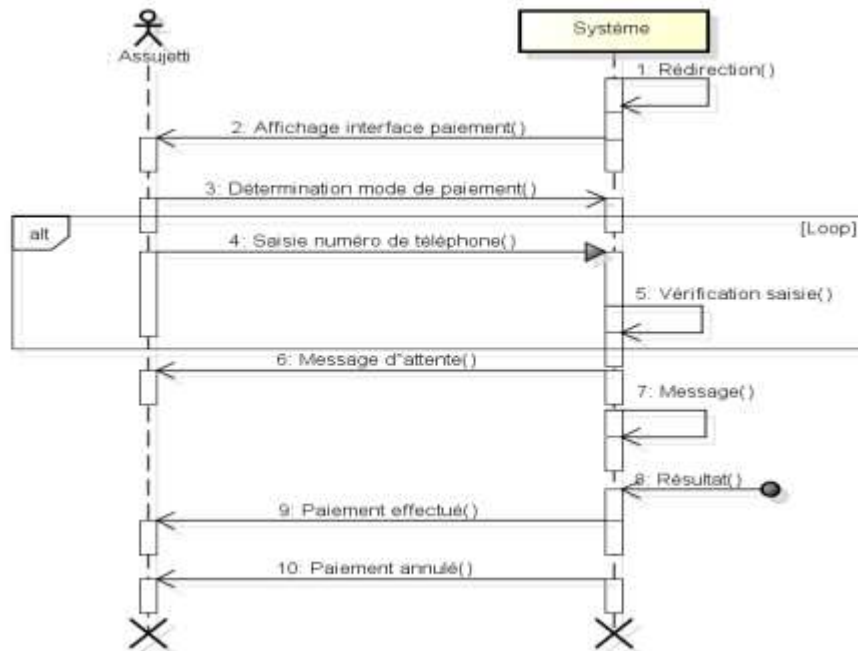 Système
: Assujetti
1: Rédirection()
2: Affichage interface paiement()
3: Détermination mode de paiement()
alt
[Loop]
4: Saisie numéro de téléphone()
5: Vérification saisie()
6: Message d"attente()
7: Message()
8: Résultat()
9: Paiement effectué()
10: Paiement annulé()